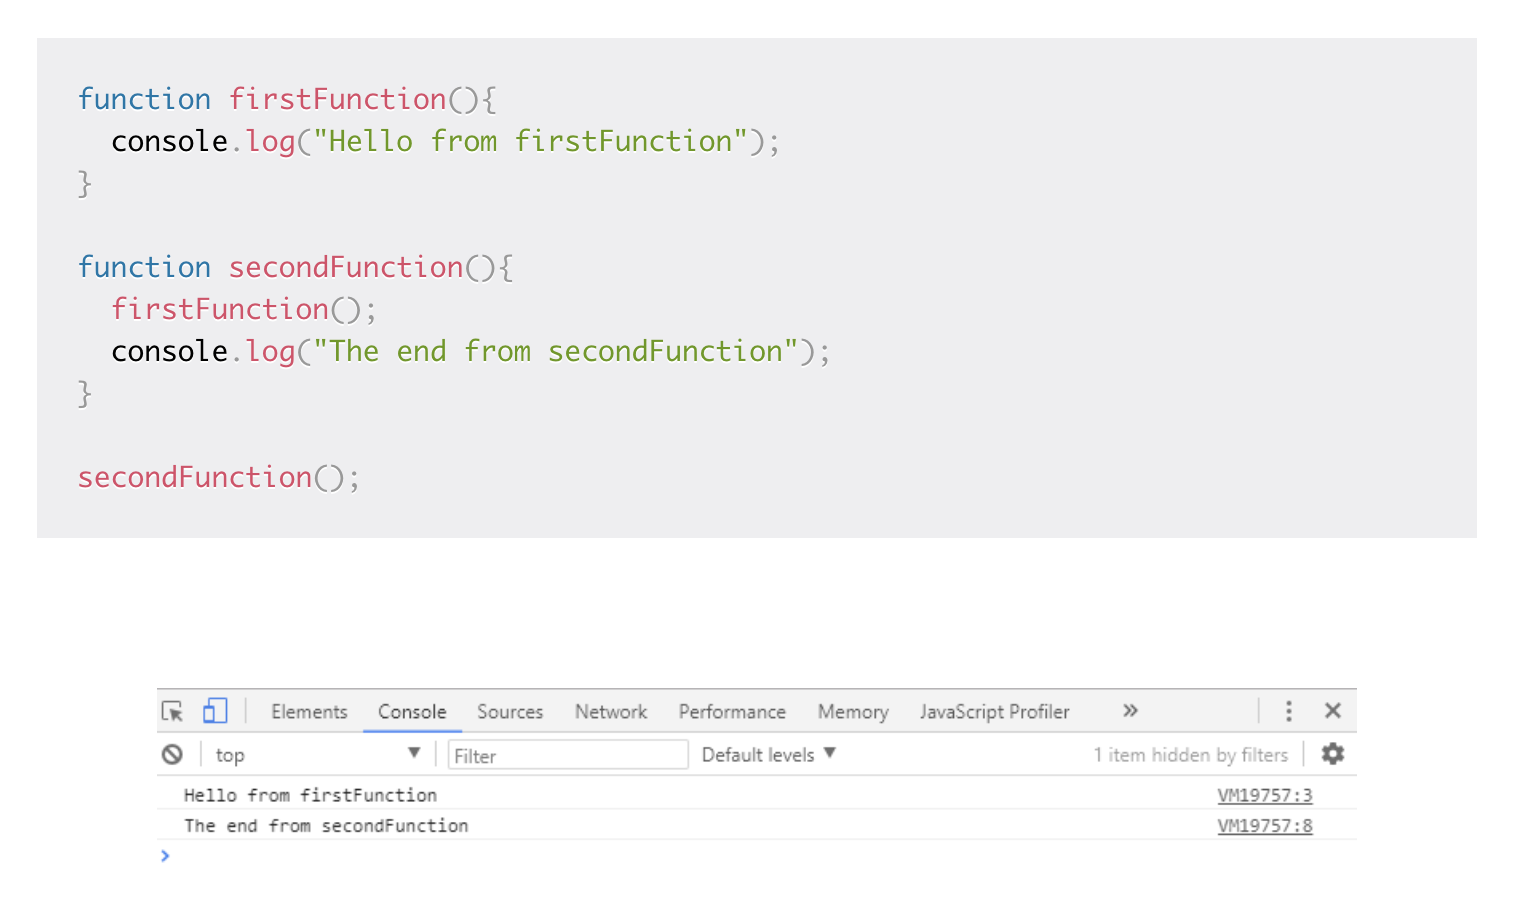 function firstFunction(){
  console.log("Hello from firstFunction");
}

function secondFunction(){
  firstFunction();
  console.log("The end from secondFunction");
}

secondFunction();

Elements Console Sources Network Performance Memory JavaScript Profiler »
top ▼ Filter Default levels ▼ 1 item hidden by filters
Hello from firstFunction VM19757:3
The end from secondFunction VM19757:8
>